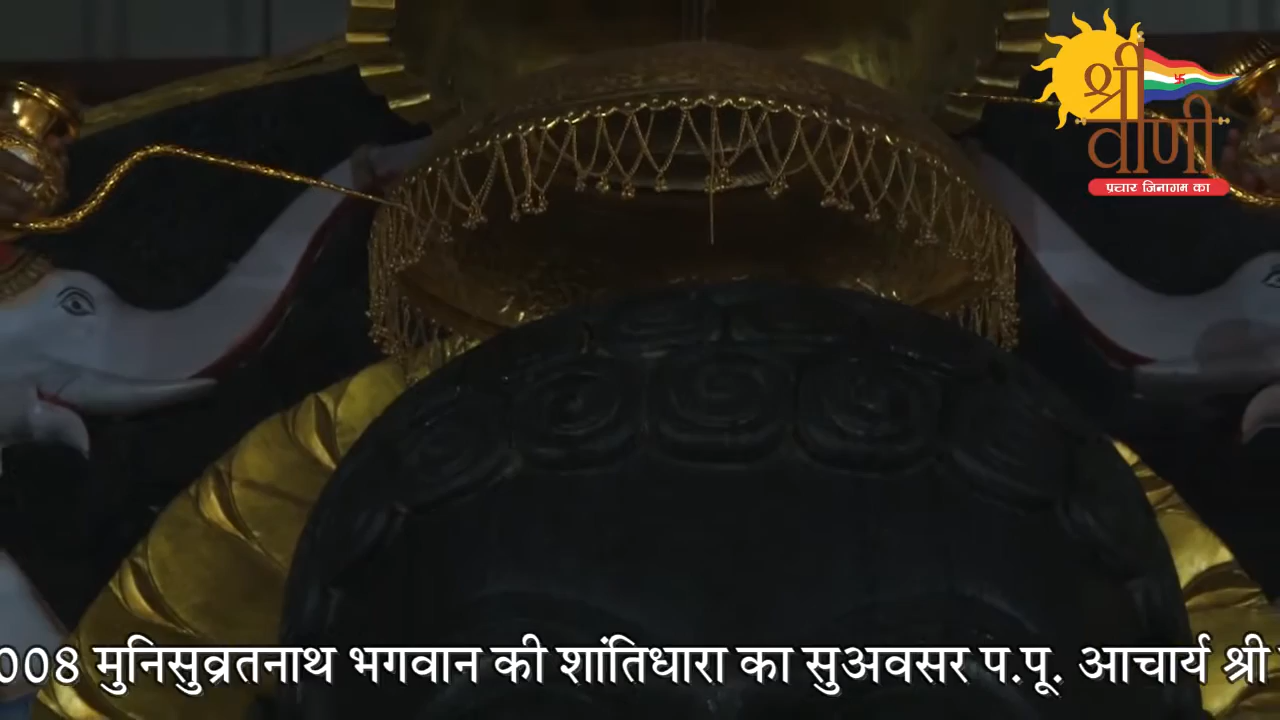 श्री
वाणी
प्रचार जिनागम का
008 मुनिसुव्रतनाथ भगवान की शांतिधारा का सुअवसर प.पू. आचार्य श्री